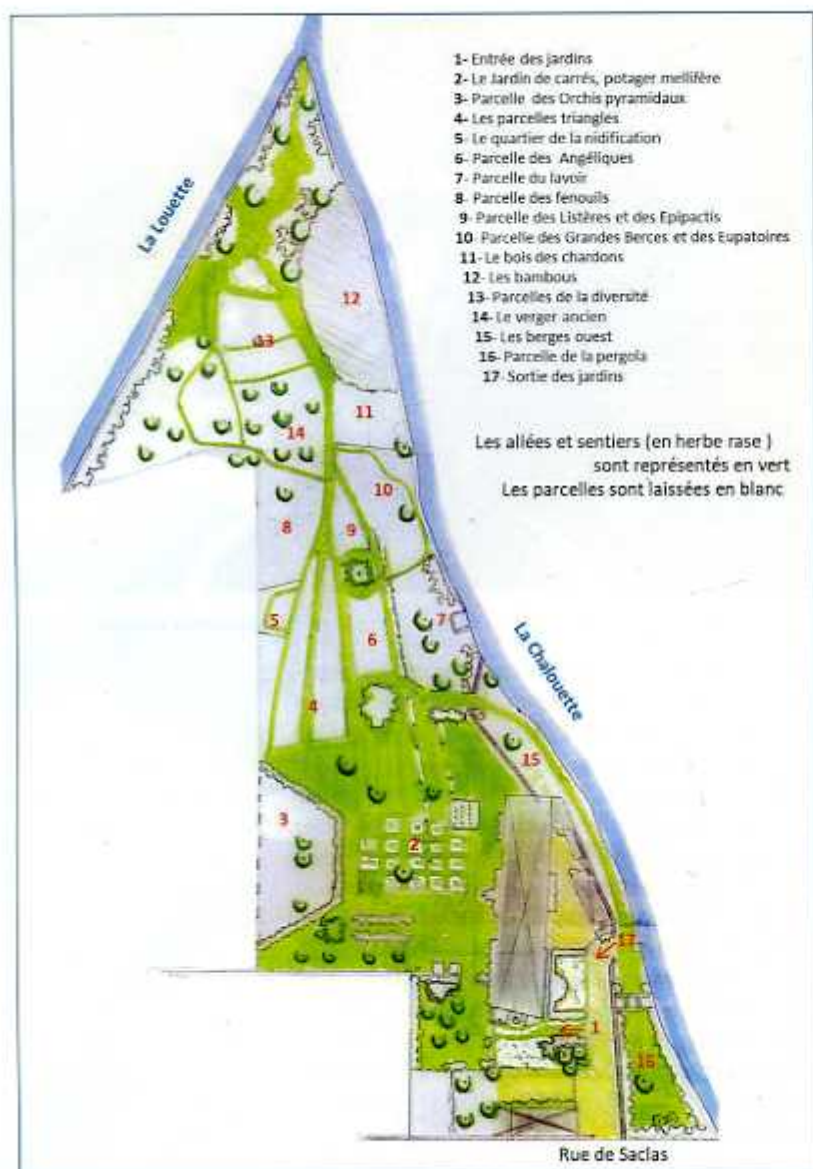 1- Entrée des jardins
2- Le Jardin de carrés, potager mellifère
3- Parcelle des Orchis pyramidaux
4- Les parcelles triangles
5- Le quartier de la nidification
6- Parcelle des Angéliques
7- Parcelle du lavoir
8- Parcelle des fenouils
9- Parcelle des Listères et des Epipactis
10- Parcelle des Grandes Berces et des Eupatoires
11- Le bois des chardons
12- Les bambous
13- Parcelles de la diversité
14- Le verger ancien
15- Les berges ouest
16- Parcelle de la pergola
17- Sortie des jardins
Les allées et sentiers (en herbe rase )
sont représentés en vert
Les parcelles sont laissées en blanc
La Louette
12
13
11
14
10
8
9
5
7
6
La Chalouette
4
15
3
2
17
1
16
Rue de Saclas